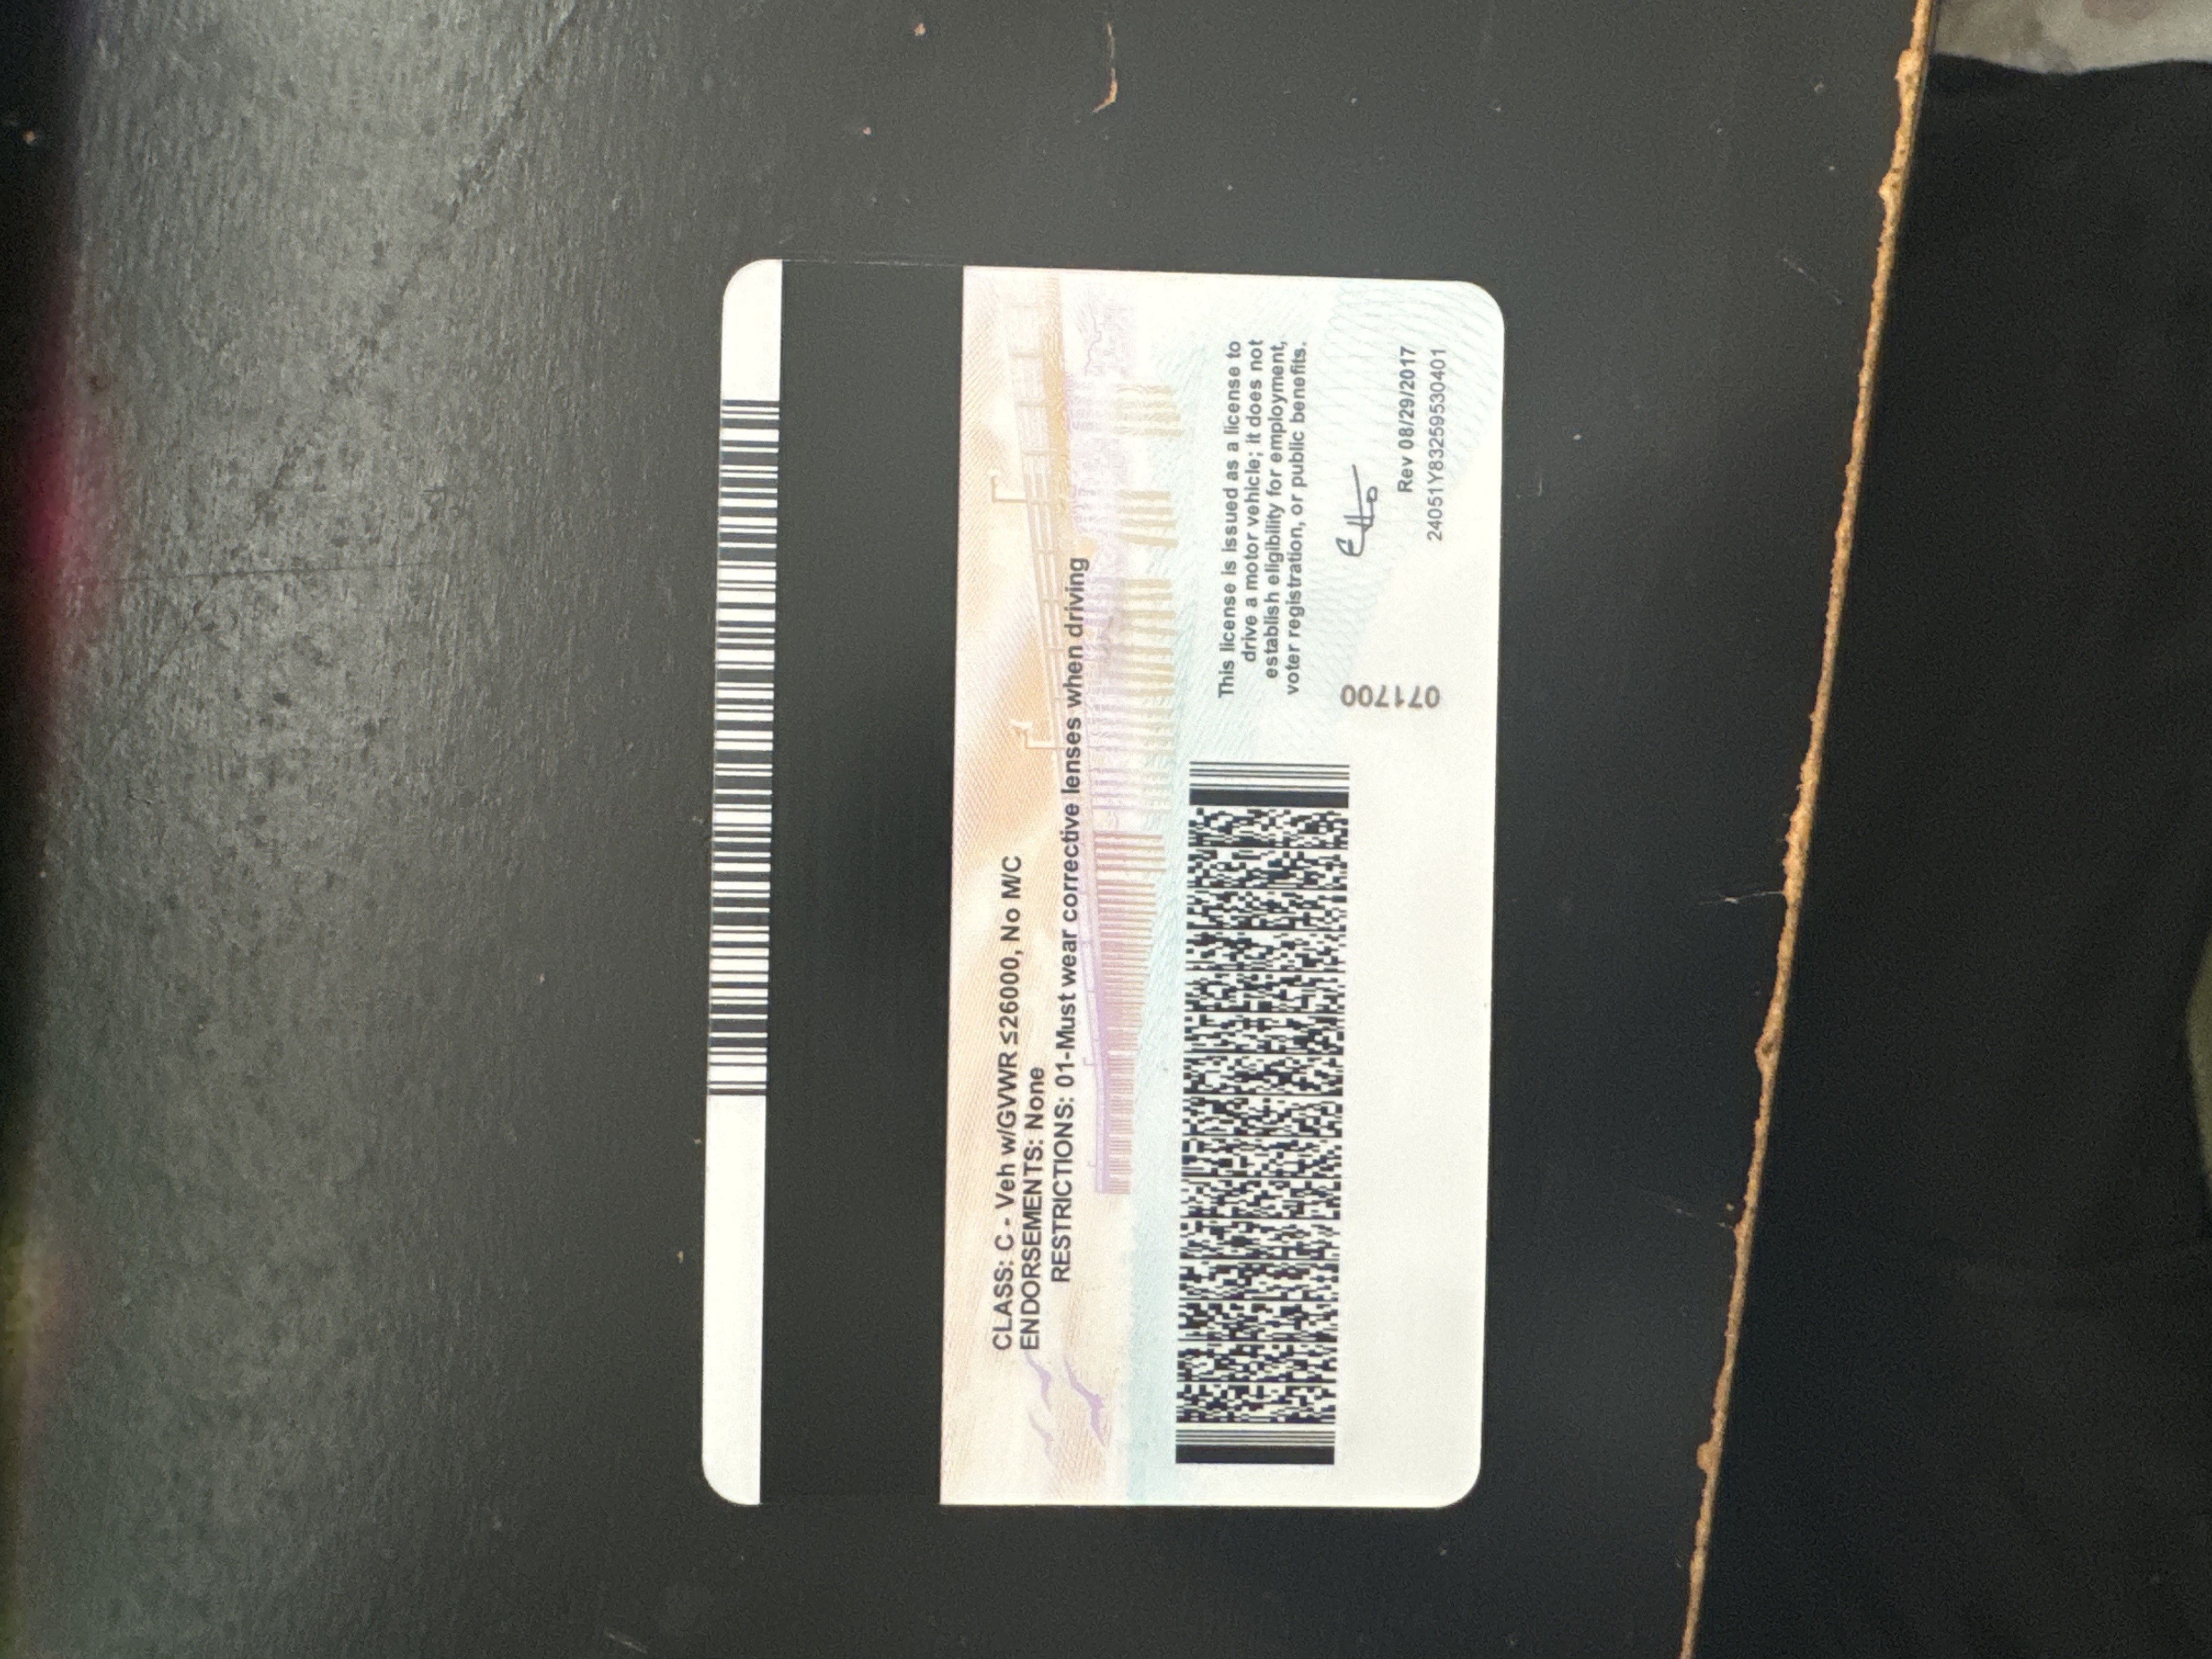 CLASS: C - Veh w/GVWR ≤26000, No M/C
ENDORSEMENTS: None
RESTRICTIONS: 01-Must wear corrective lenses when driving
This license is issued as a license to
drive a motor vehicle; it does not
establish eligibility for employment,
voter registration, or public benefits.
071700
Rev 08/29/2017
24051Y83259530401